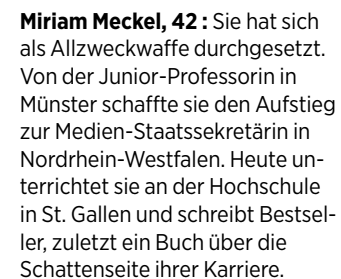 Miriam Meckel, 42 : Sie hat sich
als Allzweckwaffe durchgesetzt.
Von der Junior-Professorin in
Münster schaffte sie den Aufstieg
zur Medien-Staatssekretärin in
Nordrhein-Westfalen. Heute un-
terrichtet sie an der Hochschule
in St. Gallen und schreibt Bestsel-
ler, zuletzt ein Buch über die
Schattenseite ihrer Karriere.